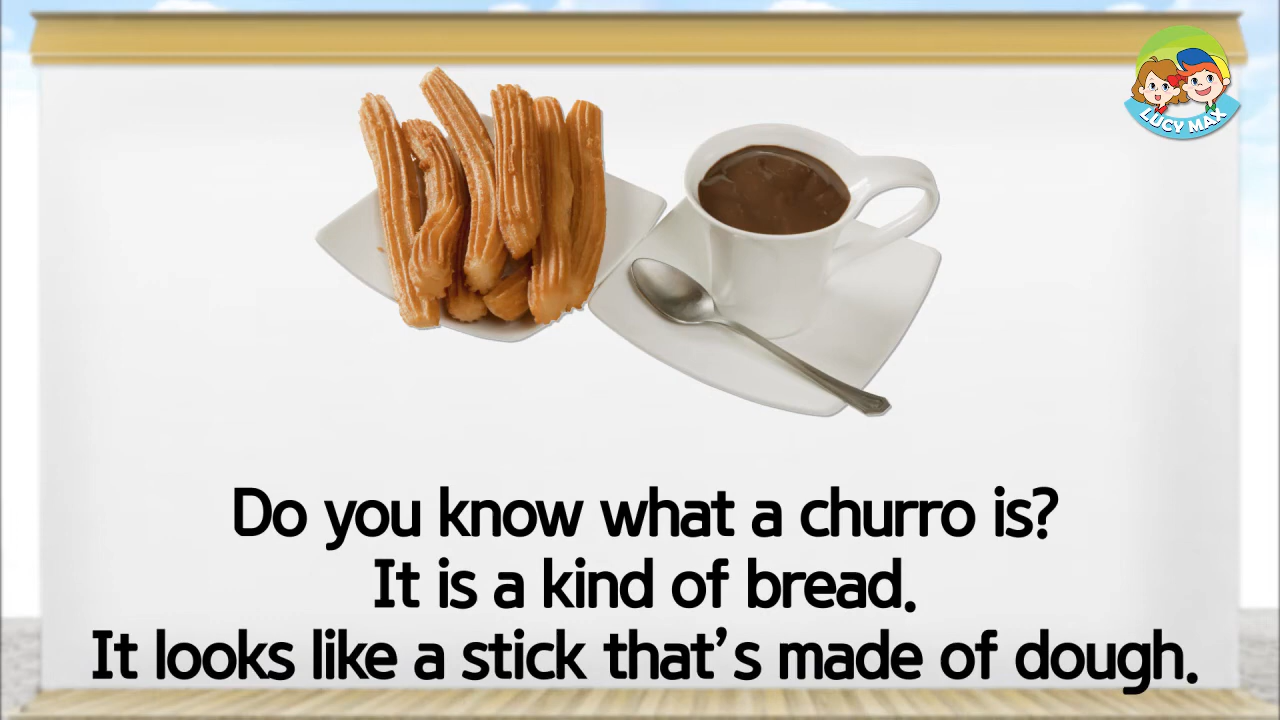 LUCY MAX
Do you know what a churro is?
It is a kind of bread.
It looks like a stick that's made of dough.